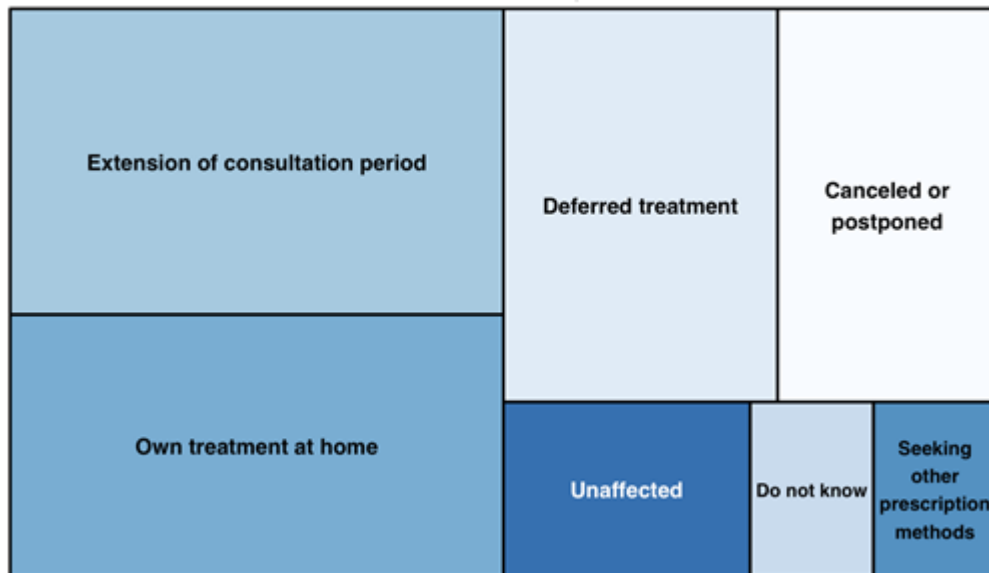 Extension of consultation period
Deferred treatment
Canceled or
postponed
Own treatment at home
Unaffected
Do not know
Seeking
other
prescription
methods